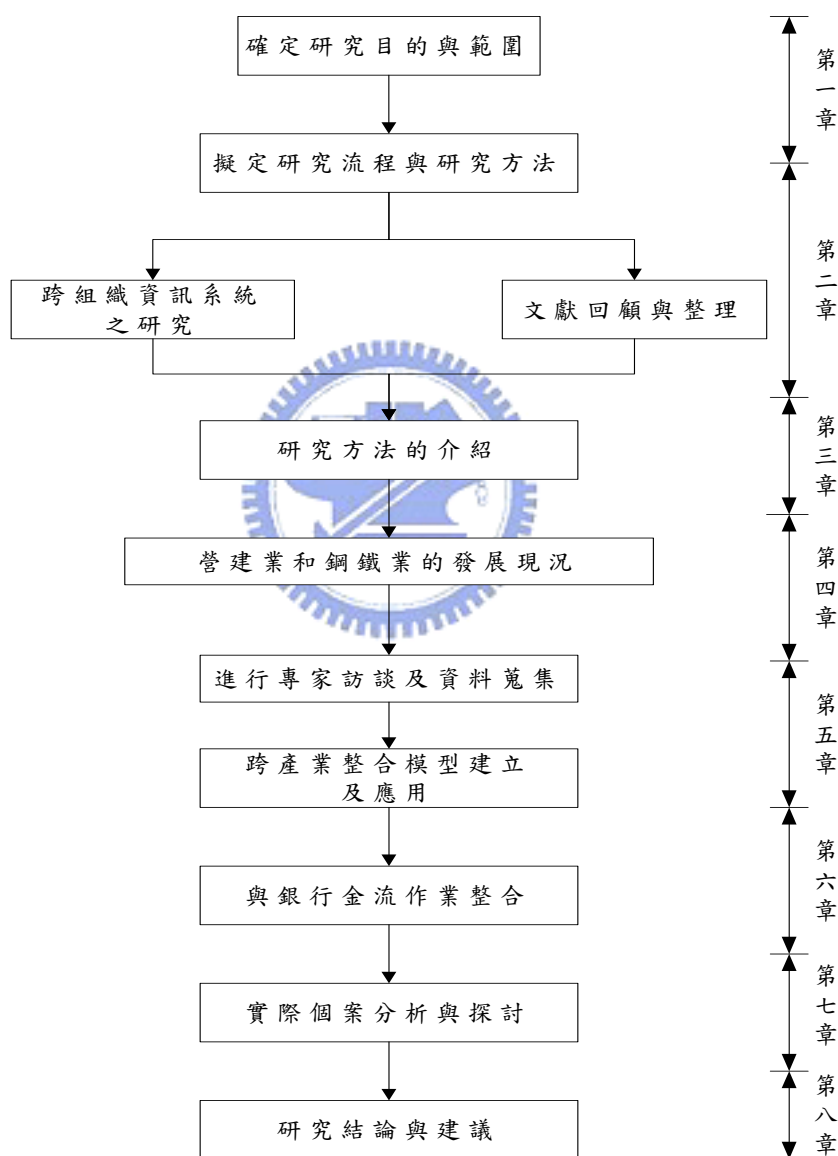 確定研究目的與範圍
第一章
擬定研究流程與研究方法
跨組織資訊系統
之研究
文獻回顧與整理
第二章
研究方法的介紹
第三章
營建業和鋼鐵業的發展現況
第四章
進行專家訪談及資料蒐集
跨產業整合模型建立
及應用
第五章
與銀行金流作業整合
第六章
實際個案分析與探討
第七章
研究結論與建議
第八章